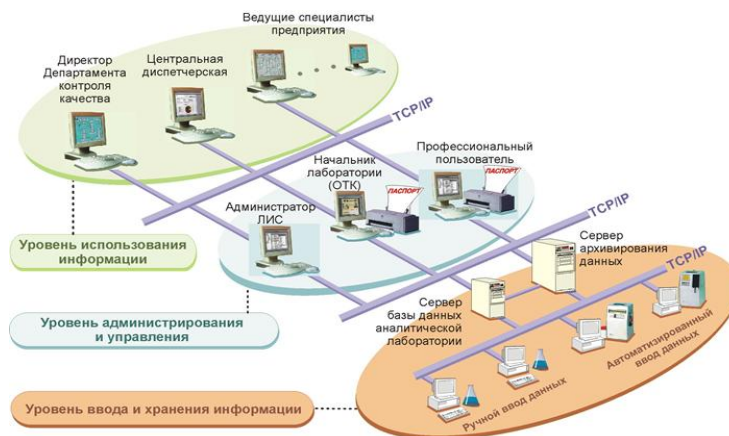 Ведущие специалисты
предприятия
Директор
Департамента
контроля
качества
Центральная
диспетчерская
TCP/IP
Профессиональный
пользователь
Начальник
лаборатории
(ОТК)
ПАСПОРТ
ПАСПОРТ
Администратор
ЛИС
TCP/IP
Сервер
архивирования
данных
TCP/IP
Уровень использования
информации
Сервер
базы данных
аналитической
лаборатории
Уровень администрирования
и управления
Автоматизированный
ввод данных
Ручной ввод данных
Уровень ввода и хранения информации